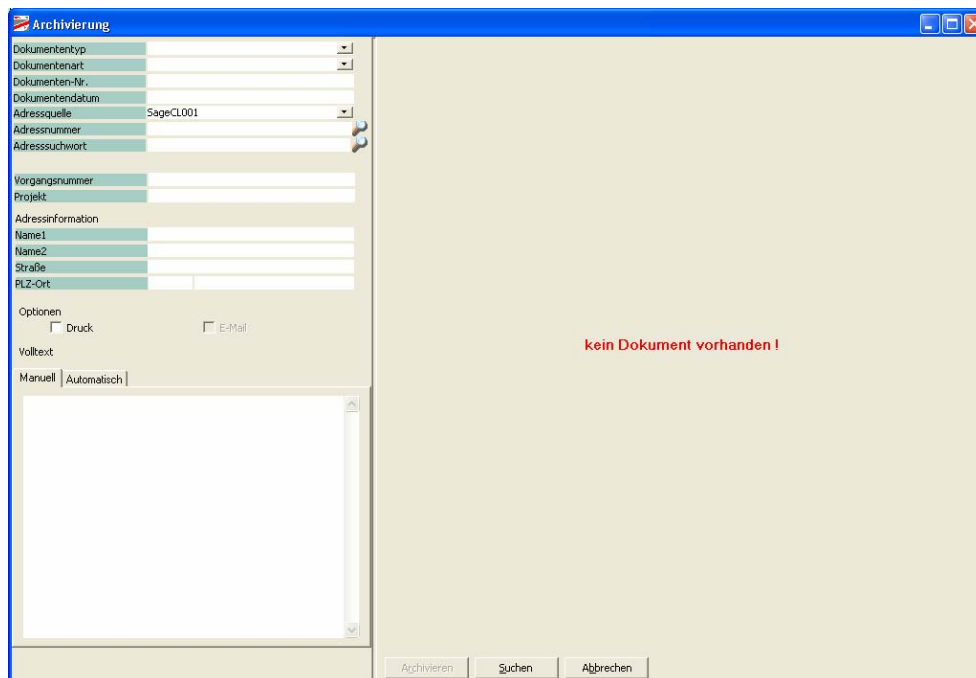 Archivierung
Dokumententyp
Dokumentenart
Dokumenten-Nr.
Dokumentendatum
Adressquelle SageCL001
Adressnummer
Adresssuchwort
Vorgangsnummer
Projekt
Adressinformation
Name1
Name2
Straße
PLZ-Ort
Optionen
Druck E-Mail
Volltext
Manuell Automatisch
kein Dokument vorhanden !
Archivieren Suchen Abbrechen